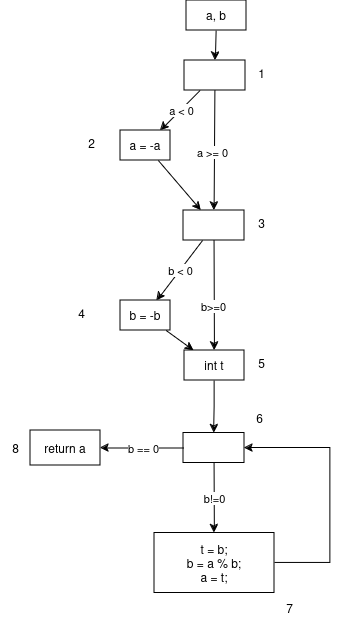 a, b
1
a < 0
2
a = -a
a >= 0
3
b < 0
b>=0
4
b = -b
int t
5
6
8
return a
b == 0
b!=0
t = b;
b = a % b;
a = t;
7